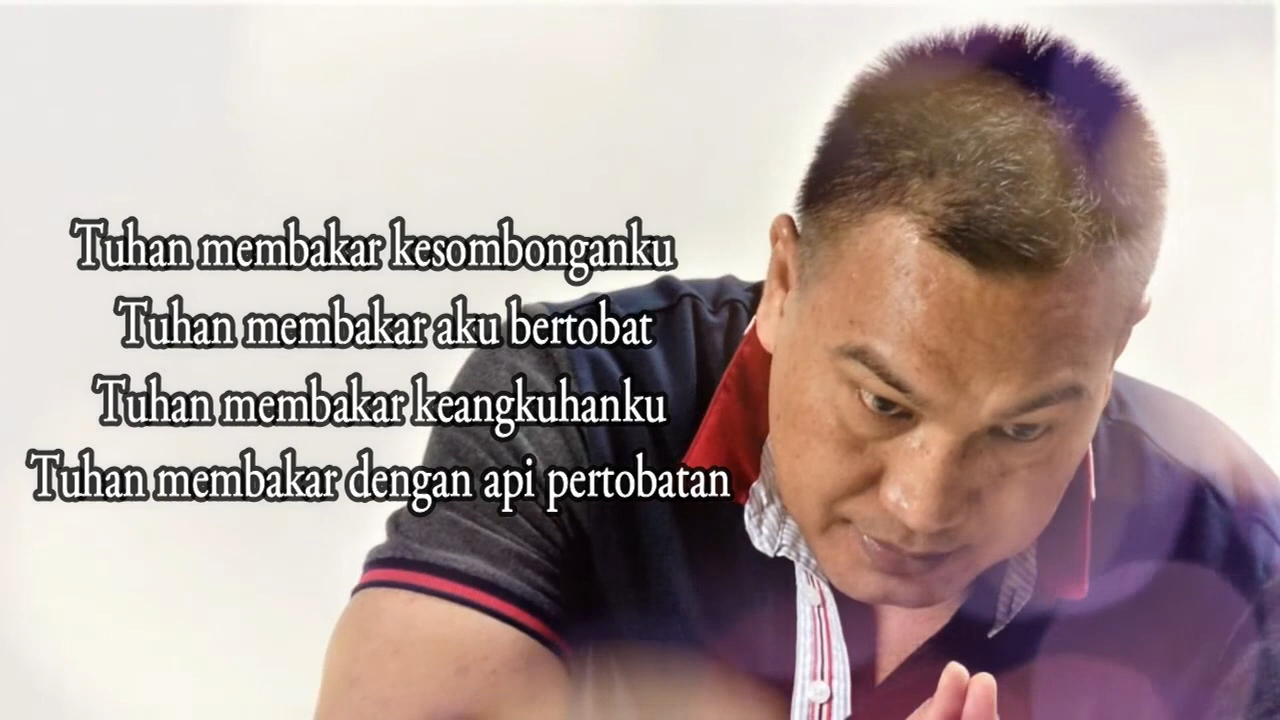 Tuhan membakar kesombonganku
Tuhan membakar aku bertobat
Tuhan membakar keangkuhanku
Tuhan membakar dengan api pertobatan